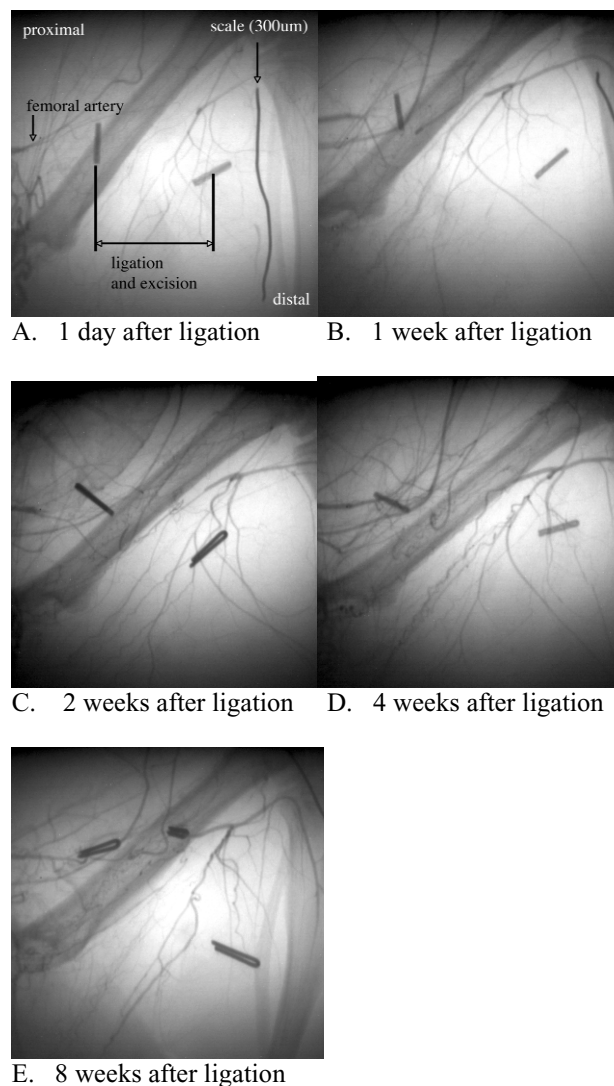 proximal
scale (300um)
femoral artery
ligation
and excision
distal
A. 1 day after ligation
B. 1 week after ligation
C. 2 weeks after ligation
D. 4 weeks after ligation
E. 8 weeks after ligation